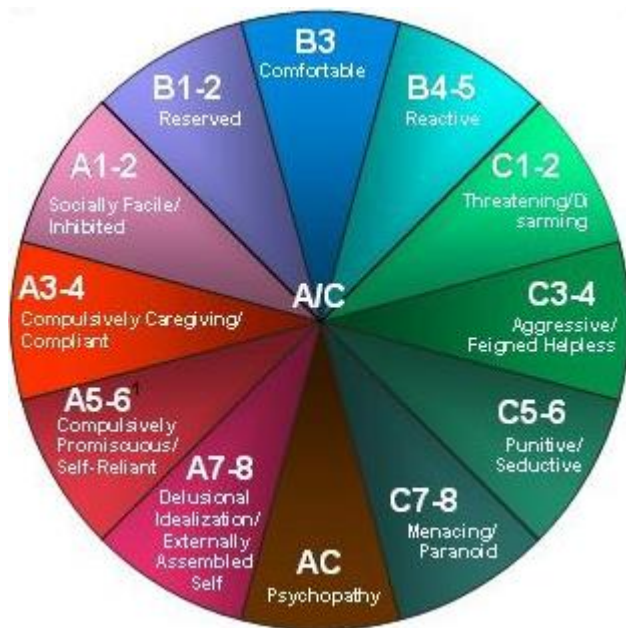 B3
Comfortable
B4-5
Reactive
C1-2
Threatening/Di
sarming
C3-4
Aggressive/
Feigned Helpless
C5-6
Punitive/
Seductive
C7-8
Menacing/
Paranoid
AC
Psychopathy
A7-8
Delusional
Idealization/
Externally
Assembled
Self
A5-6¹
Compulsively
Promiscuous/
Self-Reliant
A3-4
Compulsively Caregiving/
Compliant
A1-2
Socially Facile/
Inhibited
B1-2
Reserved
A/C